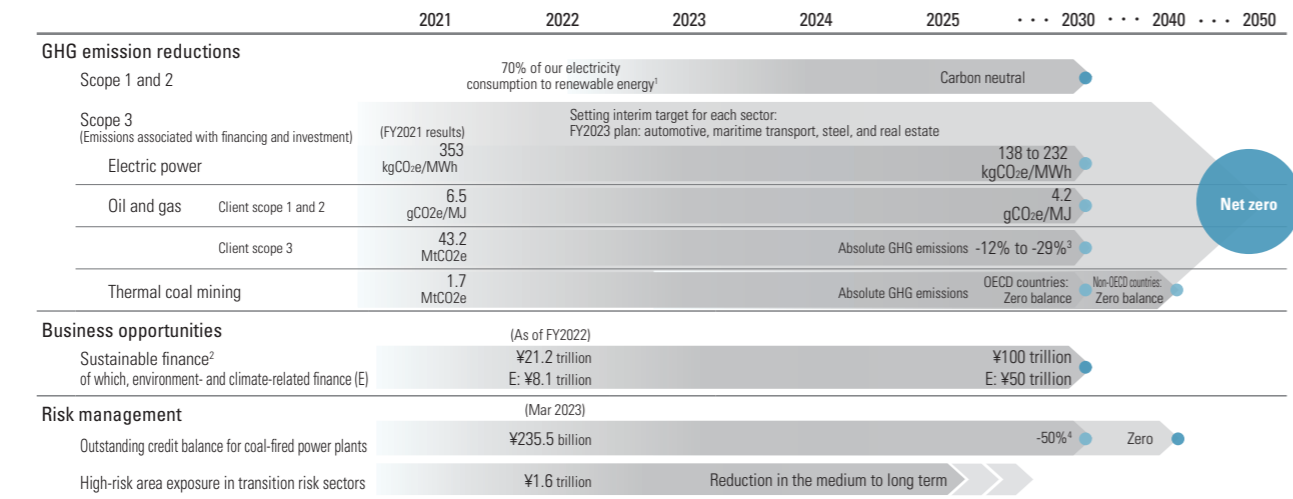 2021 2022 2023 2024 2025 ・・・ 2030 ・・・ 2040 ・・・ 2050
GHG emission reductions
Scope 1 and 2
70% of our electricity
consumption to renewable energy¹
Carbon neutral
Scope 3
(Emissions associated with financing and investment)
(FY2021 results)
Setting interim target for each sector:
FY2023 plan: automotive, maritime transport, steel, and real estate
Electric power
353
kgCO₂e/MWh
138 to 232
kgCO₂e/MWh
Oil and gas
Client scope 1 and 2
6.5
gCO2e/MJ
4.2
gCO₂e/MJ
Net zero
Client scope 3
43.2
MtCO2e
Absolute GHG emissions -12% to -29%³
Thermal coal mining
1.7
MtCO2e
Absolute GHG emissions
OECD countries:
Zero balance
Non-OECD countries:
Zero balance
Business opportunities
(As of FY2022)
Sustainable finance²
of which, environment- and climate-related finance (E)
¥21.2 trillion
E: ¥8.1 trillion
¥100 trillion
E: ¥50 trillion
Risk management
(Mar 2023)
Outstanding credit balance for coal-fired power plants
¥235.5 billion
-50%⁴
Zero
High-risk area exposure in transition risk sectors
¥1.6 trillion
Reduction in the medium to long term